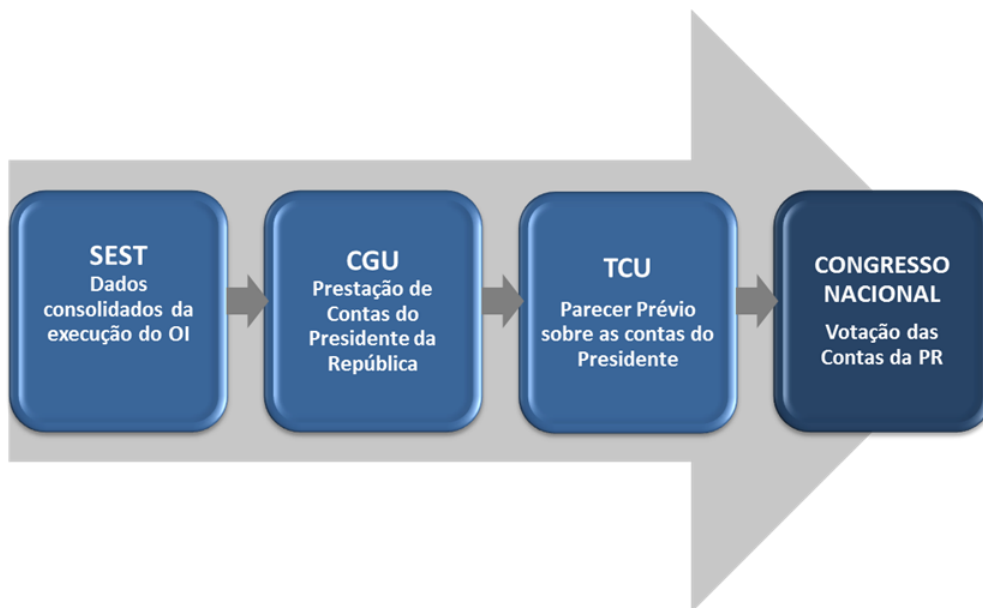 SEST
Dados
consolidados da
execução do OI
CGU
Prestação de
Contas do
Presidente da
República
TCU
Parecer Prévio
sobre as contas do
Presidente
CONGRESSO
NACIONAL
Votação das
Contas da PR